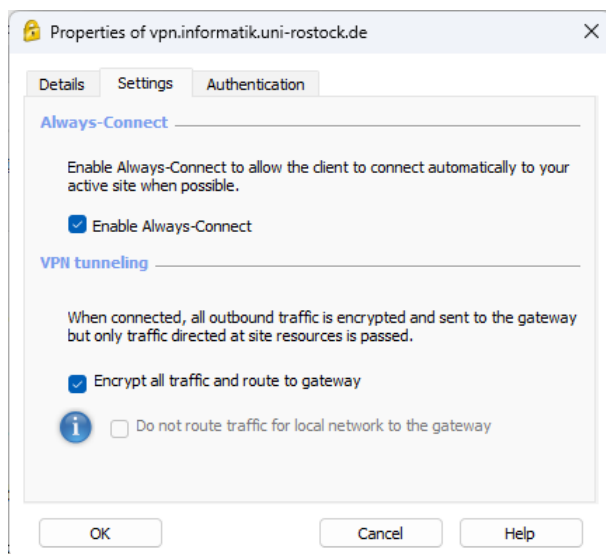 Properties of vpn.informatik.uni-rostock.de
Details Settings Authentication
Always-Connect
Enable Always-Connect to allow the client to connect automatically to your
active site when possible.
Enable Always-Connect
VPN tunneling
When connected, all outbound traffic is encrypted and sent to the gateway
but only traffic directed at site resources is passed.
Encrypt all traffic and route to gateway
Do not route traffic for local network to the gateway
OK Cancel Help